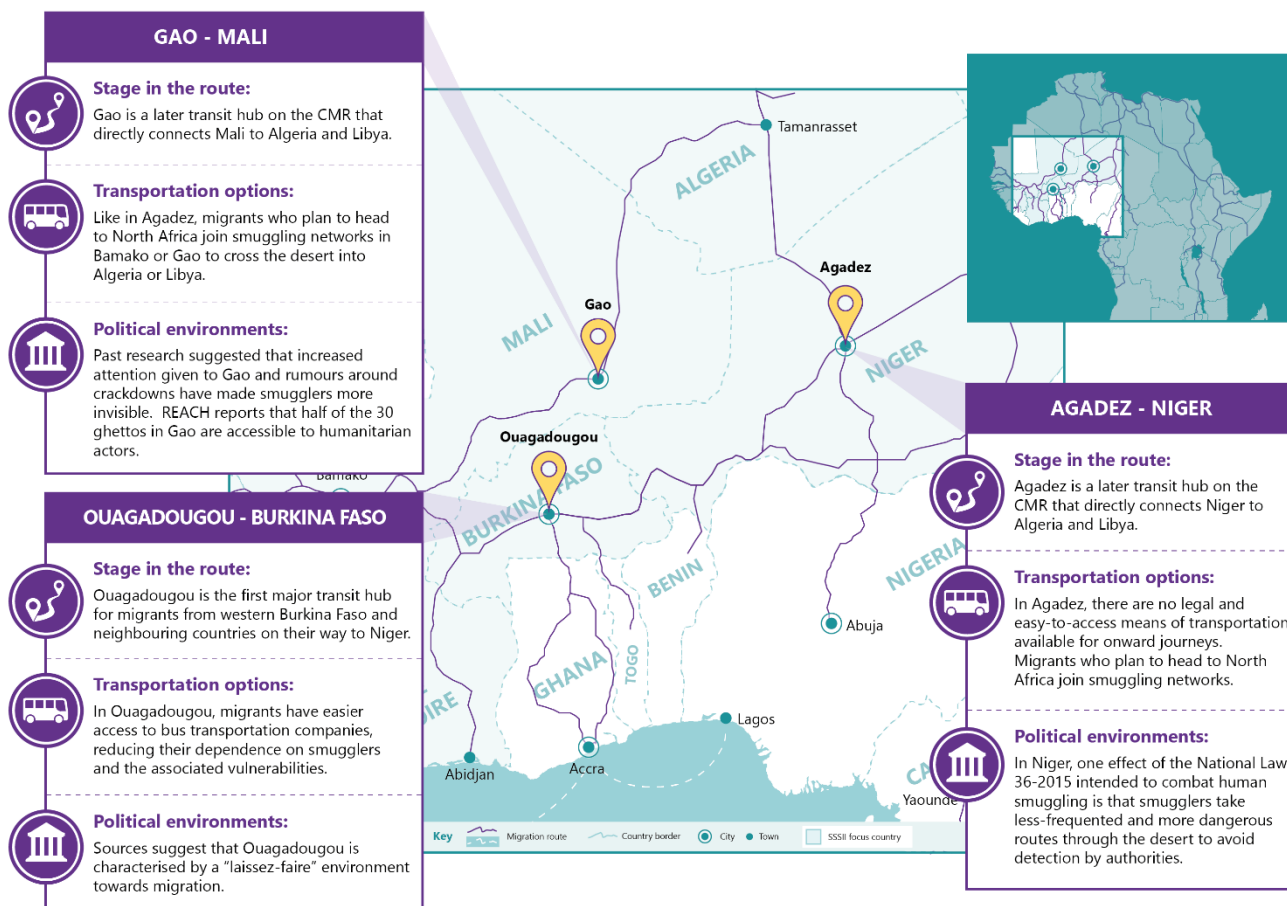 GAO - MALI
Stage in the route:
Gao is a later transit hub on the CMR that
directly connects Mali to Algeria and Libya.
Transportation options:
Like in Agadez, migrants who plan to head
to North Africa join smuggling networks in
Bamako or Gao to cross the desert into
Algeria or Libya.
Political environments:
Past research suggested that increased
attention given to Gao and rumours around
crackdowns have made smugglers more
invisible. REACH reports that half of the 30
ghettos in Gao are accessible to humanitarian
actors.
OUAGADOUGOU - BURKINA FASO
Stage in the route:
Ouagadougou is the first major transit hub
for migrants from western Burkina Faso and
neighbouring countries on their way to Niger.
Transportation options:
In Ouagadougou, migrants have easier
access to bus transportation companies,
reducing their dependence on smugglers
and the associated vulnerabilities.
Political environments:
Sources suggest that Ouagadougou is
characterised by a "laissez-faire" environment
towards migration.
Tamanrasset
ALGERIA
Agadez
Gao
MALI
NIGER
Ouagadougou
Bamako
BURKINA FASO
BENIN
NIGERIA
Abuja
GHANA
TOGO
OIRE
Lagos
Abidjan
Accra
CA
Yaounde
Key
Migration route
Country border
City
Town
SSSII focus country
AGADEZ - NIGER
Stage in the route:
Agadez is a later transit hub on the
CMR that directly connects Niger to
Algeria and Libya.
Transportation options:
In Agadez, there are no legal and
easy-to-access means of transportation
available for onward journeys.
Migrants who plan to head to North
Africa join smuggling networks.
Political environments:
In Niger, one effect of the National Law
36-2015 intended to combat human
smuggling is that smugglers take
less-frequented and more dangerous
routes through the desert to avoid
detection by authorities.